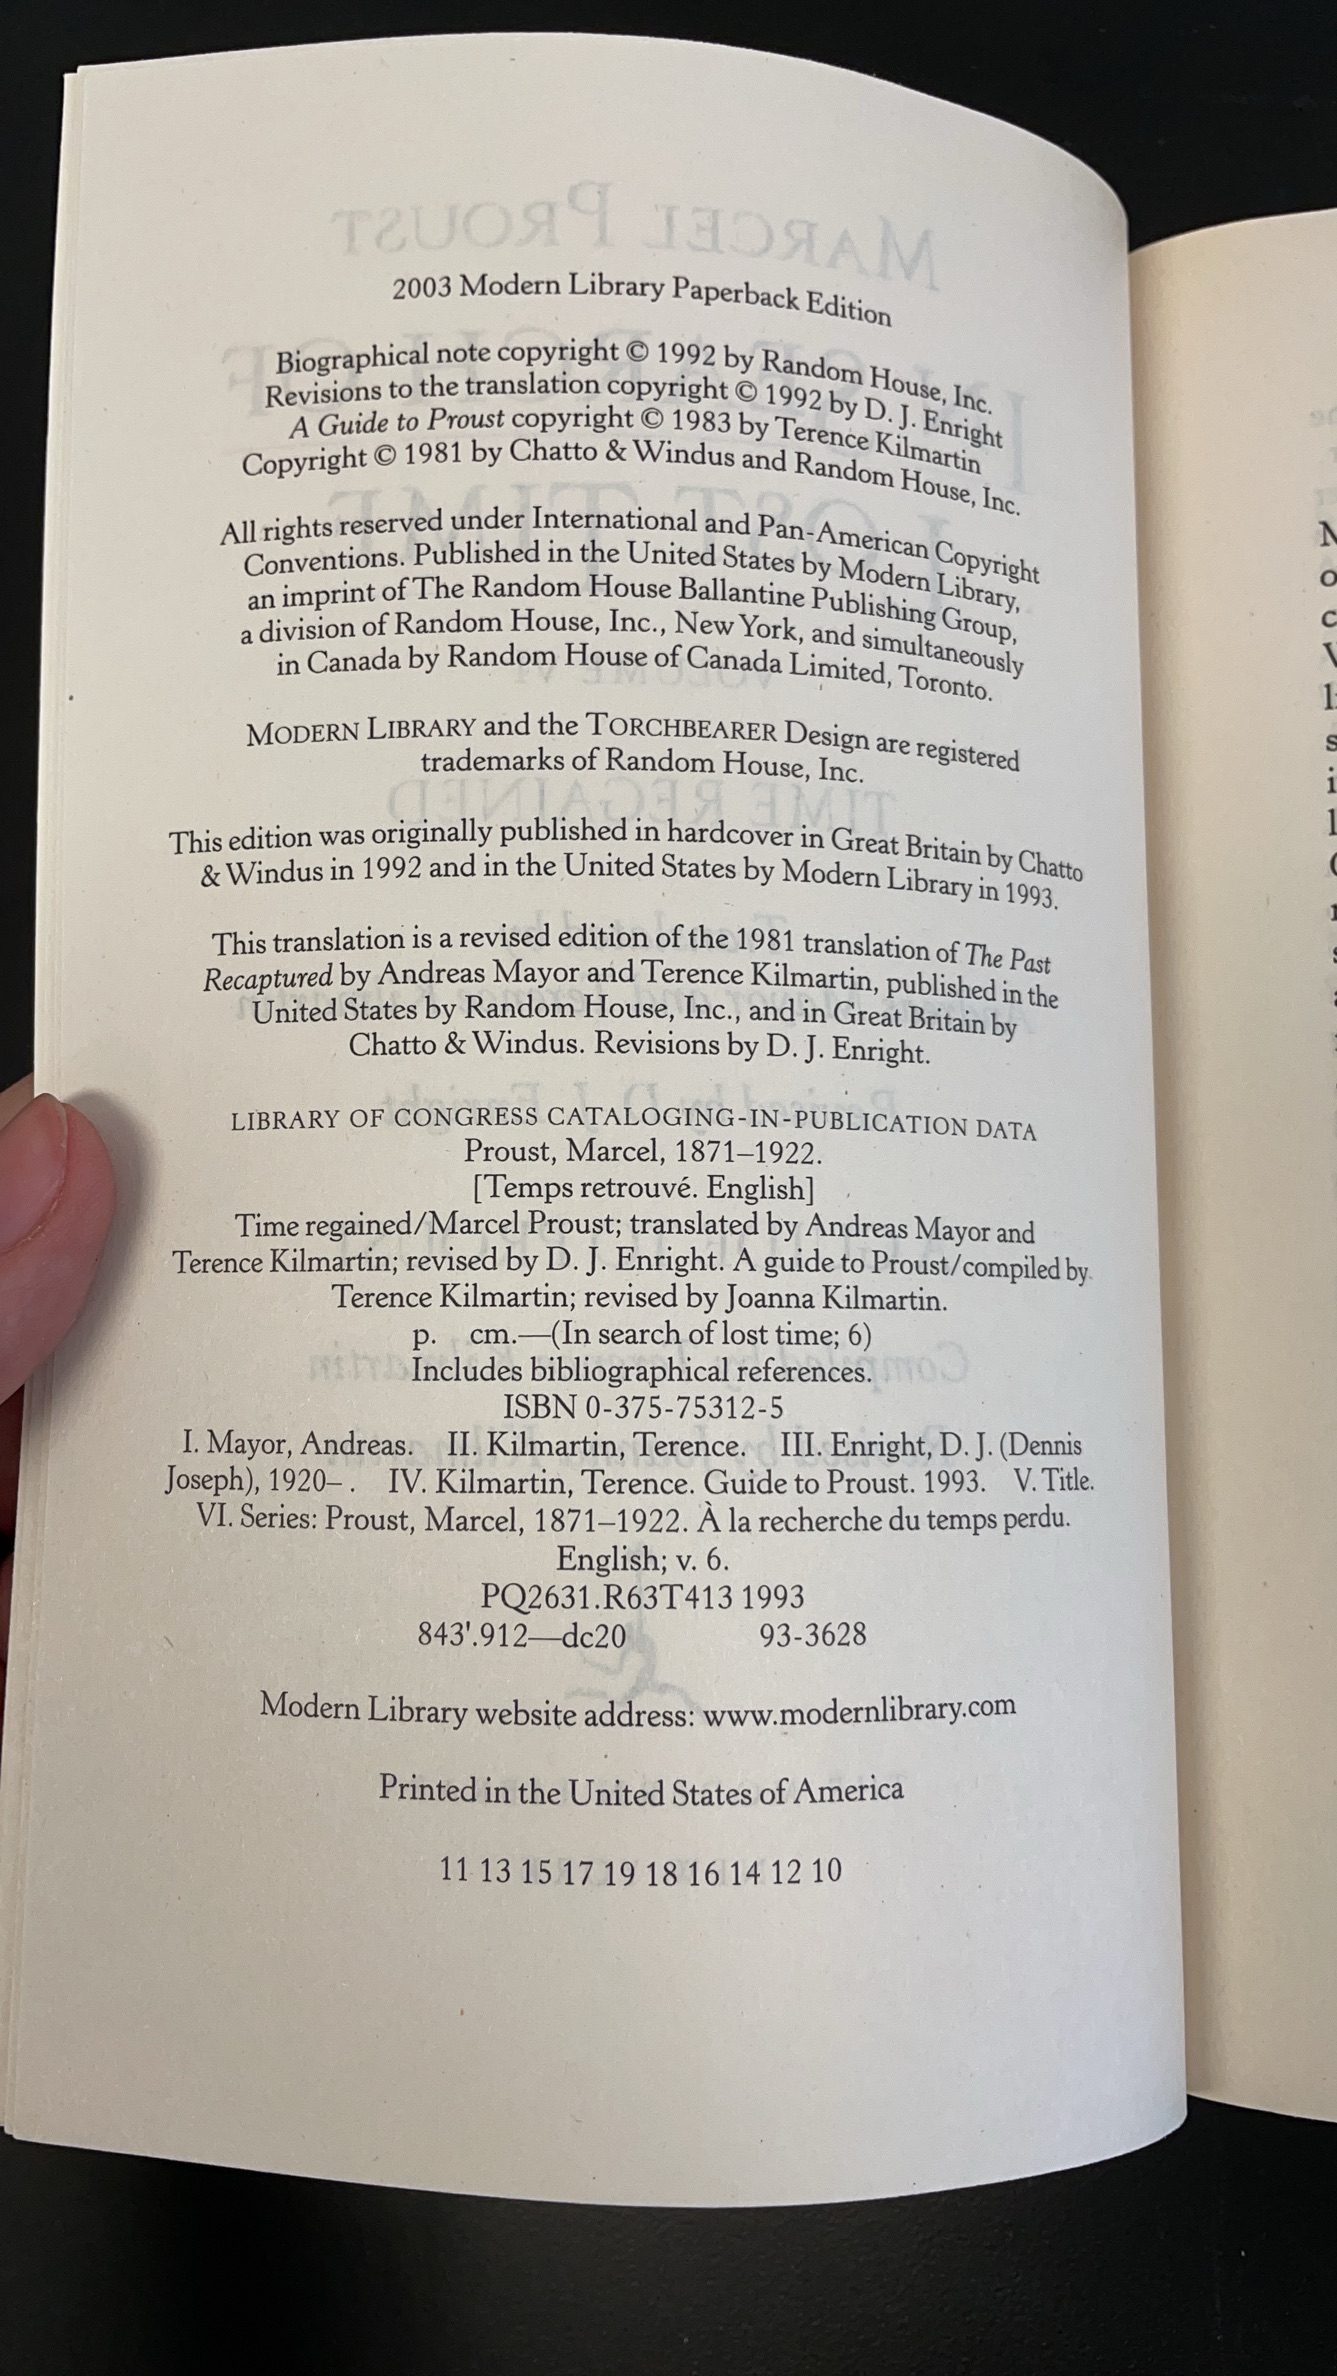 2003 Modern Library Paperback Edition
Biographical note copyright © 1992 by Random House, Inc.
Revisions to the translation copyright © 1992 by D. J. Enright
A Guide to Proust copyright © 1983 by Terence Kilmartin
Copyright © 1981 by Chatto & Windus and Random House, Inc.
All rights reserved under International and Pan-American Copyright
Conventions. Published in the United States by Modern Library,
an imprint of The Random House Ballantine Publishing Group,
a division of Random House, Inc., New York, and simultaneously
in Canada by Random House of Canada Limited, Toronto.
MODERN LIBRARY and the TORCHBEARER Design are registered
trademarks of Random House, Inc.
This edition was originally published in hardcover in Great Britain by Chatto
& Windus in 1992 and in the United States by Modern Library in 1993.
This translation is a revised edition of the 1981 translation of The Past
Recaptured by Andreas Mayor and Terence Kilmartin, published in the
United States by Random House, Inc., and in Great Britain by
Chatto & Windus. Revisions by D. J. Enright.
LIBRARY OF CONGRESS CATALOGING-IN-PUBLICATION DATA
Proust, Marcel, 1871–1922.
[Temps retrouvé. English]
Time regained/Marcel Proust; translated by Andreas Mayor and
Terence Kilmartin; revised by D. J. Enright. A guide to Proust/compiled by
Terence Kilmartin; revised by Joanna Kilmartin.
p. cm.—(In search of lost time; 6)
Includes bibliographical references.
ISBN 0-375-75312-5
I. Mayor, Andreas. II. Kilmartin, Terence. III. Enright, D. J. (Dennis
Joseph), 1920– . IV. Kilmartin, Terence. Guide to Proust. 1993. V. Title.
VI. Series: Proust, Marcel, 1871–1922. À la recherche du temps perdu.
English; v. 6.
PQ2631.R63T413 1993
843'.912—dc20 93-3628
Modern Library website address: www.modernlibrary.com
Printed in the United States of America
11 13 15 17 19 18 16 14 12 10